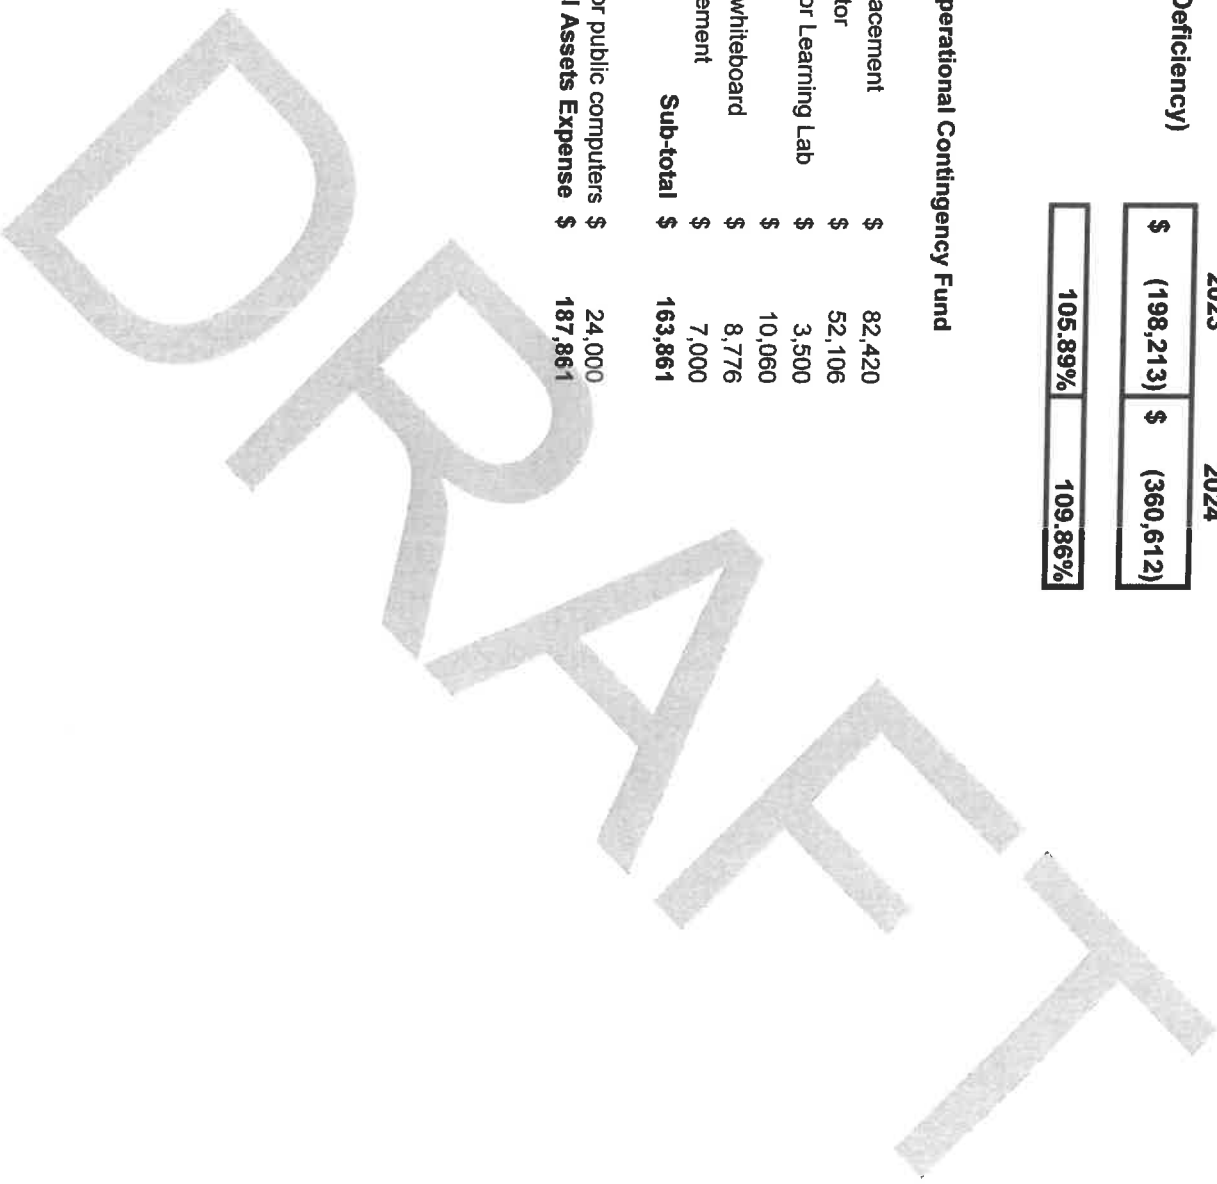 2023 2024
Deficiency) $ (198,213) $ (360,612)
105.89% 109.86%
perational Contingency Fund
acement $ 82,420
tor $ 52,106
or Learning Lab $ 3,500
$ 10,060
whiteboard $ 8,776
ement $ 7,000
Sub-total $ 163,861
or public computers $ 24,000
l Assets Expense $ 187,861
DRAFT